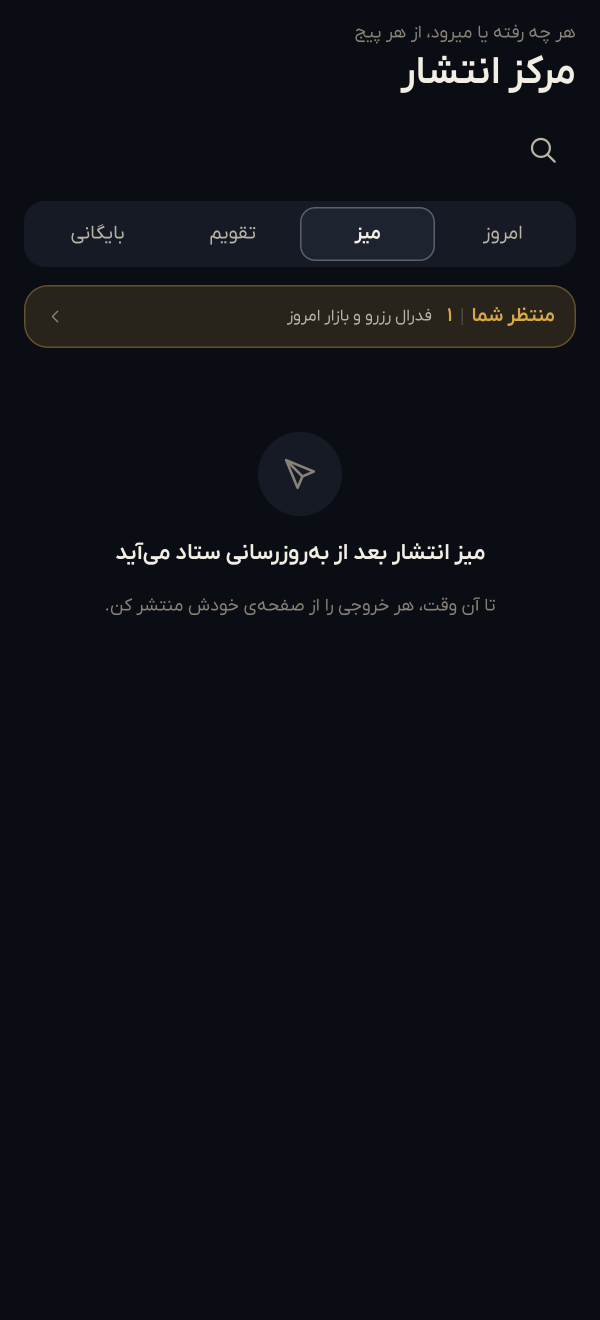 هر چه رفته یا میرود، از هر پیج
مرکز انتشار
امروز
میز
تقویم
بایگانی
منتظر شما | ۱ فدرال رزرو و بازار امروز
میز انتشار بعد از به‌روزرسانی ستاد می‌آید
تا آن وقت، هر خروجی را از صفحه‌ی خودش منتشر کن.